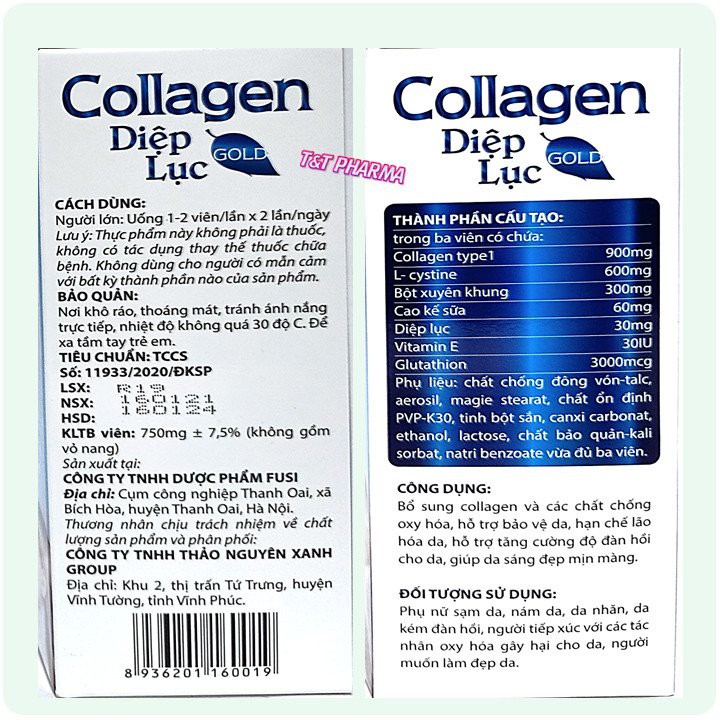 Collagen
Diệp
Lục
GOLD
T&T PHARMA
CÁCH DÙNG:
Người lớn: Uống 1-2 viên/lần x 2 lần/ngày
Lưu ý: Thực phẩm này không phải là thuốc,
không có tác dụng thay thế thuốc chữa
bệnh. Không dùng cho người có mẫn cảm
với bất kỳ thành phần nào của sản phẩm.
BẢO QUẢN:
Nơi khô ráo, thoáng mát, tránh ánh nắng
trực tiếp, nhiệt độ không quá 30 độ C. Để
xa tầm tay trẻ em.
TIÊU CHUẨN: TCCS
Số: 11933/2020/ĐKSP
LSX: R19
NSX: 160121
HSD: 160124
KLTB viên: 750mg ± 7,5% (không gồm
vỏ nang)
Sản xuất tại:
CÔNG TY TNHH DƯỢC PHẨM FUSI
Địa chỉ: Cụm công nghiệp Thanh Oai, xã
Bích Hòa, huyện Thanh Oai, Hà Nội.
Thương nhân chịu trách nhiệm về chất
lượng sản phẩm và phân phối:
CÔNG TY TNHH THẢO NGUYÊN XANH
GROUP
Địa chỉ: Khu 2, thị trấn Tứ Trưng, huyện
Vĩnh Tường, tỉnh Vĩnh Phúc.
8 936201 160019
Collagen
Diệp
Lục
GOLD
THÀNH PHẦN CẤU TẠO:
trong ba viên có chứa:
Collagen type1 900mg
L- cystine 600mg
Bột xuyên khung 300mg
Cao kế sữa 60mg
Diệp lục 30mg
Vitamin E 30IU
Glutathion 3000mcg
Phụ liệu: chất chống đông vón-talc,
aerosil, magie stearat, chất ổn định
PVP-K30, tinh bột sắn, canxi carbonat,
ethanol, lactose, chất bảo quản-kali
sorbat, natri benzoate vừa đủ ba viên.
CÔNG DỤNG:
Bổ sung collagen và các chất chống
oxy hóa, hỗ trợ bảo vệ da, hạn chế lão
hóa da, hỗ trợ tăng cường độ đàn hồi
cho da, giúp da sáng đẹp mịn màng.
ĐỐI TƯỢNG SỬ DỤNG:
Phụ nữ sạm da, nám da, da nhăn, da
kém đàn hồi, người tiếp xúc với các tác
nhân oxy hóa gây hại cho da, người
muốn làm đẹp da.